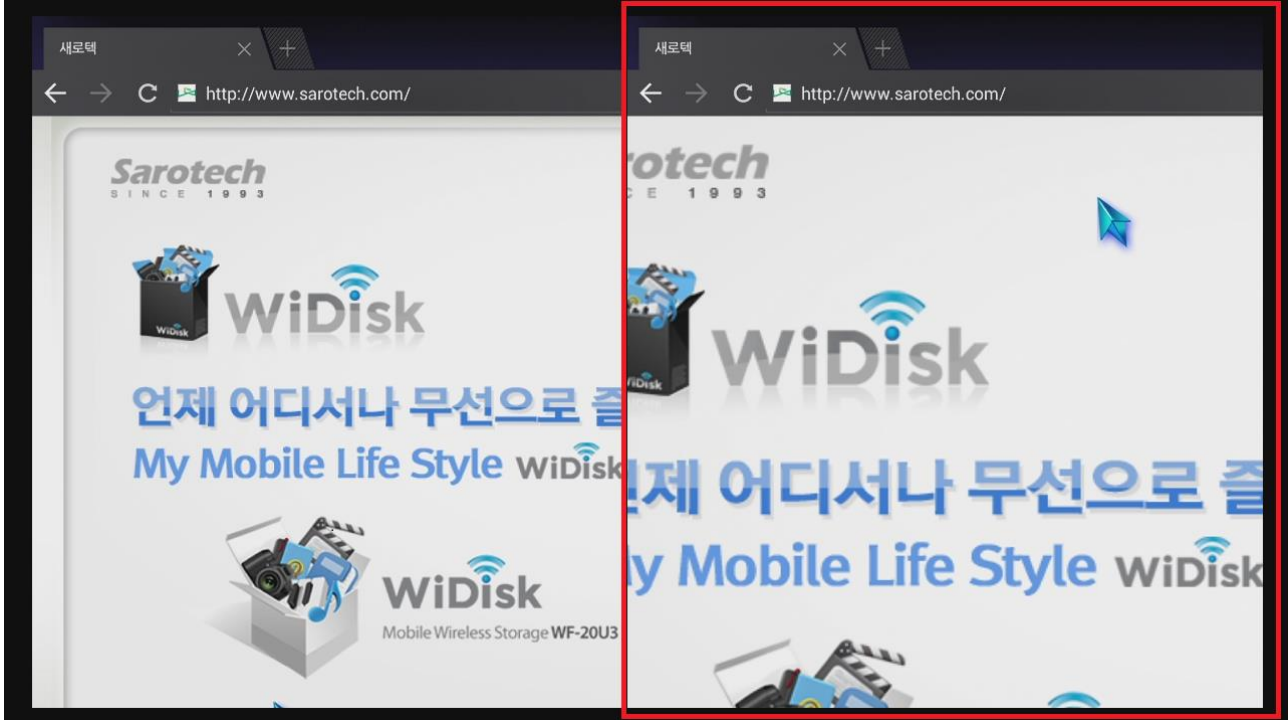 새로텍
http://www.sarotech.com/
Sarotech
SINCE 1993
WiDisk
WiDisk
언제 어디서나 무선으로 즐
My Mobile Life Style WiDisk
WiDisk
Mobile Wireless Storage WF-20U3
새로텍
http://www.sarotech.com/
rotech
CE 1993
WiDisk
WiDisk
언제 어디서나 무선으로 즐
y Mobile Life Style WiDisk